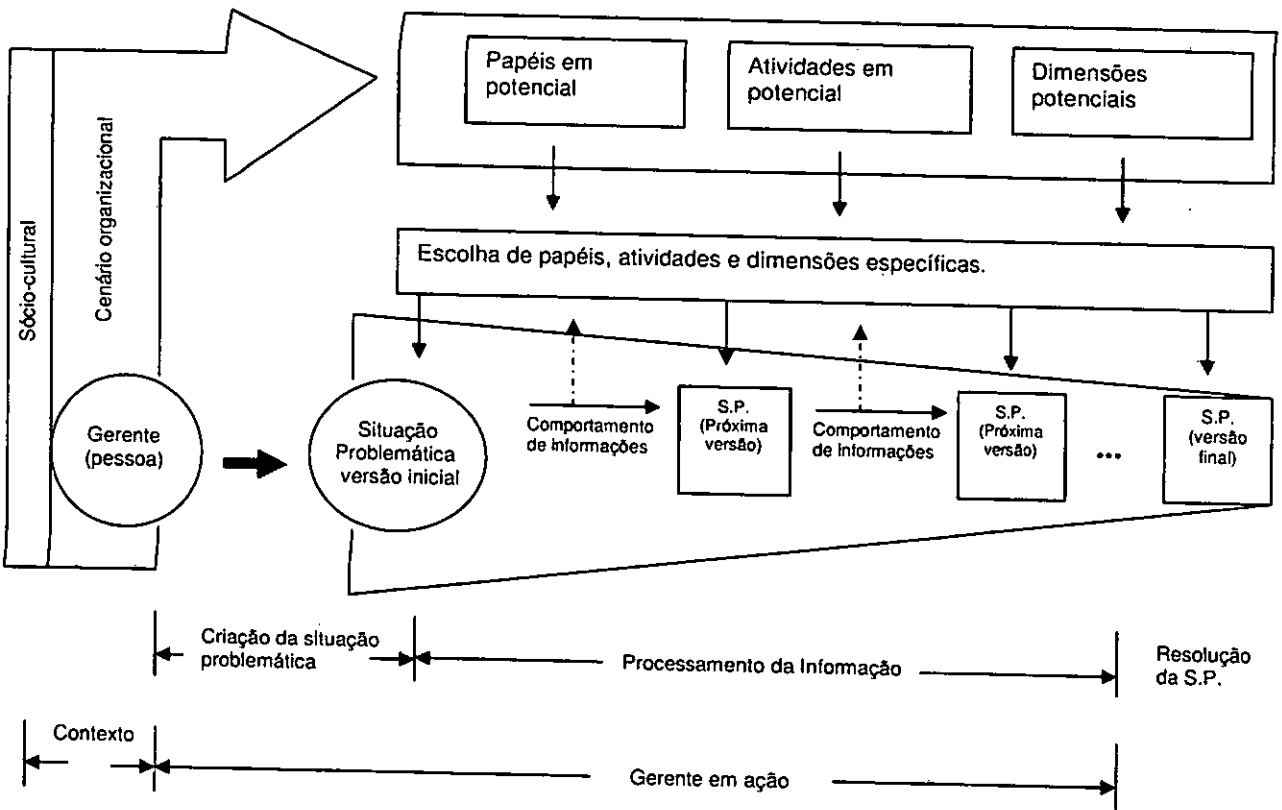 Papéis em
potencial
Atividades em
potencial
Dimensões
potenciais
Sócio-cultural
Cenário organizacional
Escolha de papéis, atividades e dimensões específicas.
Gerente
(pessoa)
Situação
Problemática
versão inicial
Comportamento
de informações
S.P.
(Próxima
versão)
Comportamento
de Informações
S.P.
(Próxima
versão)
...
S.P.
(versão
final)
Criação da situação
problemática
Processamento da Informação
Resolução
da S.P.
Contexto
Gerente em ação